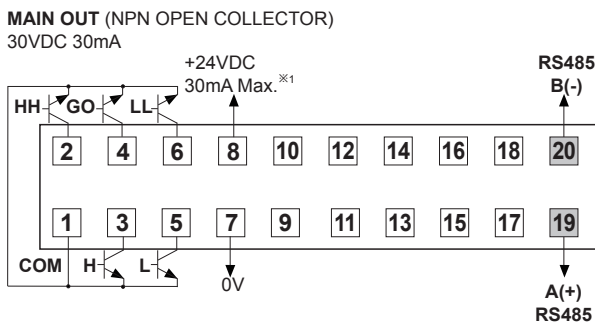 MAIN OUT (NPN OPEN COLLECTOR)
30VDC 30mA
+24VDC
30mA Max.※1
RS485
B(-)
HH GO LL
2 4 6 8 10 12 14 16 18 20
1 3 5 7 9 11 13 15 17 19
COM H L 0V
A(+)
RS485